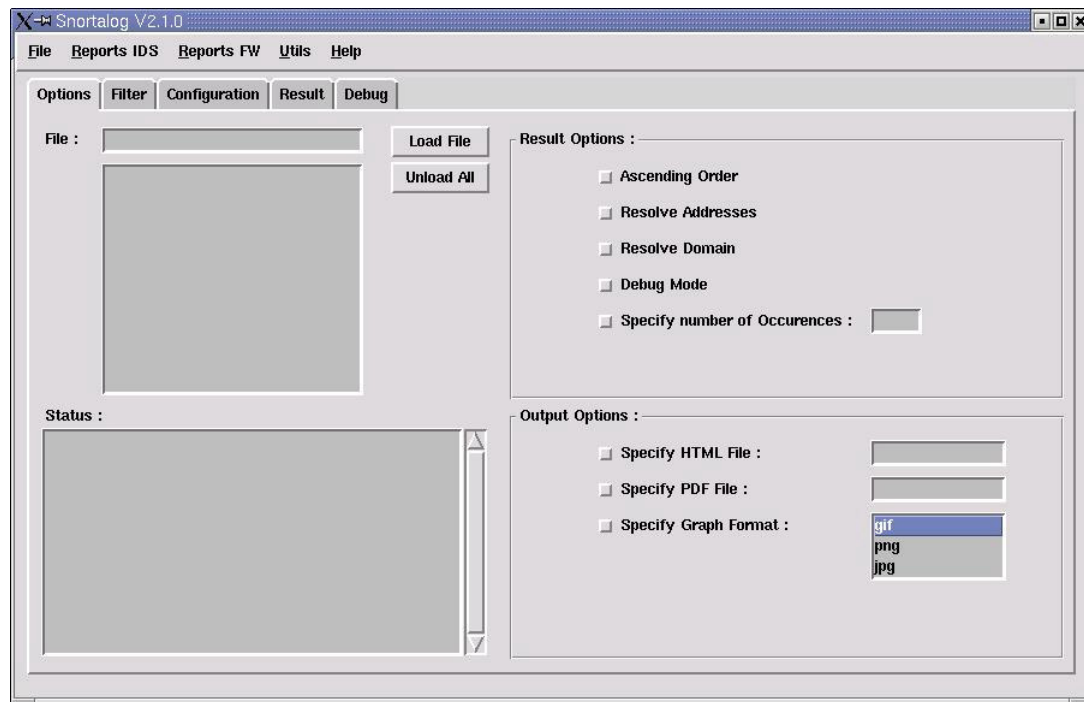 Snortalog V2.1.0
File Reports IDS Reports FW Utils Help
Options Filter Configuration Result Debug
File :
Load File
Unload All
Status :
Result Options :
Ascending Order
Resolve Addresses
Resolve Domain
Debug Mode
Specify number of Occurences :
Output Options :
Specify HTML File :
Specify PDF File :
Specify Graph Format :
gif
png
jpg